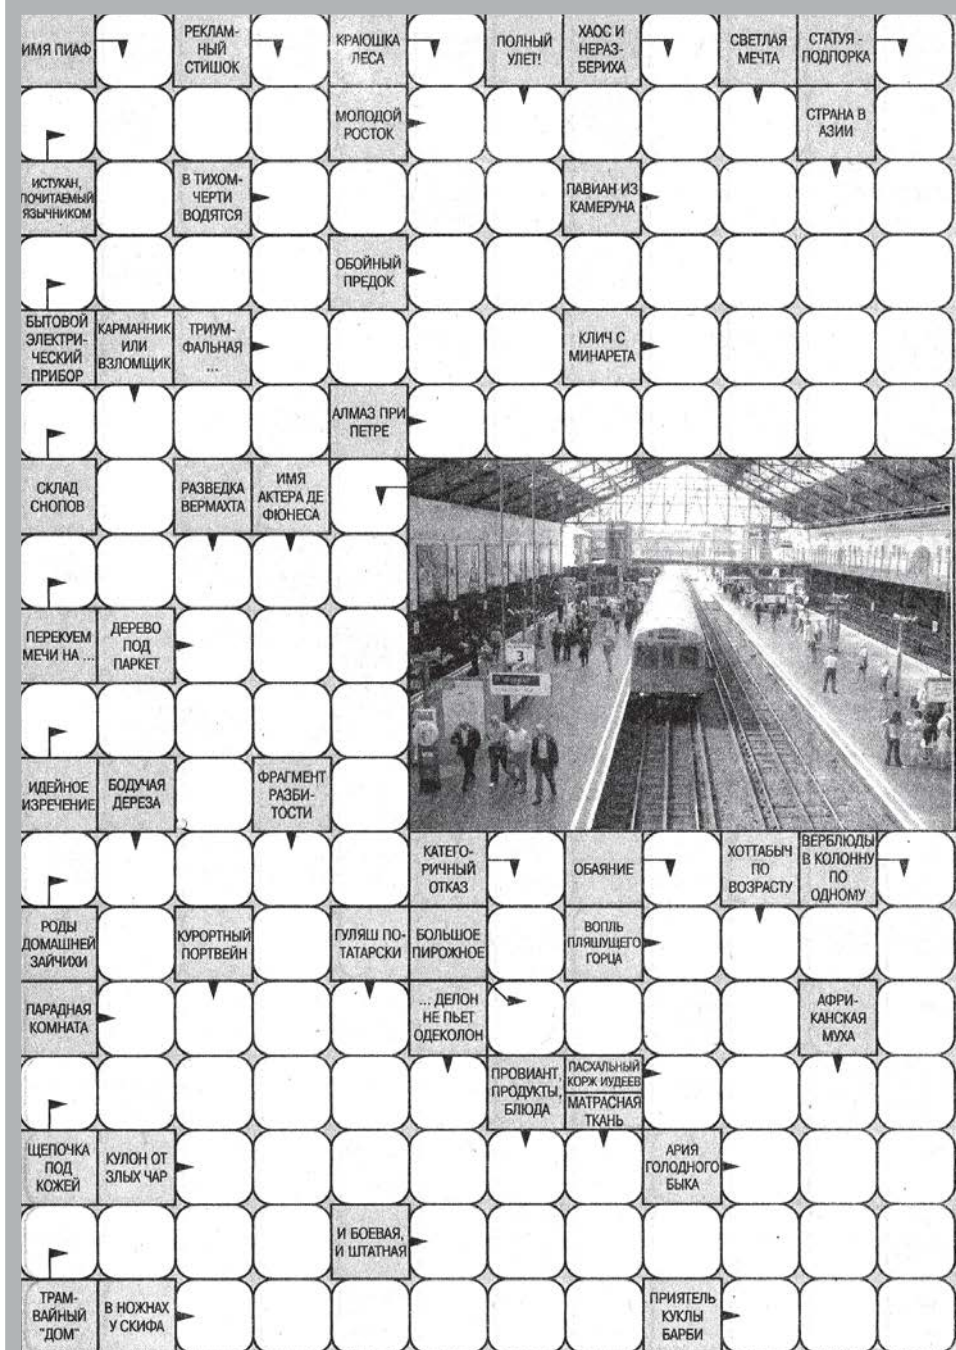 ИМЯ ПИАФ
РЕКЛАМ-
НЫЙ
СТИШОК
КРАЮШКА
ЛЕСА
ПОЛНЫЙ
УЛЕТ!
ХАОС И
НЕРАЗ-
БЕРИХА
СВЕТЛАЯ
МЕЧТА
СТАТУЯ -
ПОДПОРКА
МОЛОДОЙ
РОСТОК
СТРАНА В
АЗИИ
ИСТУКАН,
ПОЧИТАЕМЫЙ
ЯЗЫЧНИКОМ
В ТИХОМ-
ЧЕРТИ
ВОДЯТСЯ
ПАВИАН ИЗ
КАМЕРУНА
ОБОЙНЫЙ
ПРЕДОК
БЫТОВОЙ
ЭЛЕКТРИ-
ЧЕСКИЙ
ПРИБОР
КАРМАННИК
ИЛИ
ВЗЛОМЩИК
ТРИУМ-
ФАЛЬНАЯ
...
КЛИЧ С
МИНАРЕТА
АЛМАЗ ПРИ
ПЕТРЕ
СКЛАД
СНОПОВ
РАЗВЕДКА
ВЕРМАХТА
ИМЯ
АКТЕРА ДЕ
ФЮНЕСА
ПЕРЕКУЕМ
МЕЧИ НА ...
ДЕРЕВО
ПОД
ПАРКЕТ
3
ИДЕЙНОЕ
ИЗРЕЧЕНИЕ
БОДУЧАЯ
ДЕРЕЗА
ФРАГМЕНТ
РАЗБИ-
ТОСТИ
КАТЕГО-
РИЧНЫЙ
ОТКАЗ
ОБАЯНИЕ
ХОТТАБЫЧ
ПО
ВОЗРАСТУ
ВЕРБЛЮДЫ
В КОЛОННУ
ПО
ОДНОМУ
РОДЫ
ДОМАШНЕЙ
ЗАЙЧИХИ
КУРОРТНЫЙ
ПОРТВЕЙН
ГУЛЯШ ПО-
ТАТАРСКИ
БОЛЬШОЕ
ПИРОЖНОЕ
ВОПЛЬ
ПЛЯШУЩЕГО
ГОРЦА
ПАРАДНАЯ
КОМНАТА
... ДЕЛОН
НЕ ПЬЕТ
ОДЕКОЛОН
АФРИ-
КАНСКАЯ
МУХА
ПРОВИАНТ,
ПРОДУКТЫ,
БЛЮДА
ПАСХАЛЬНЫЙ
КОРЖ ИУДЕЕВ
МАТРАСНАЯ
ТКАНЬ
ЩЕПОЧКА
ПОД
КОЖЕЙ
КУЛОН ОТ
ЗЛЫХ ЧАР
АРИЯ
ГОЛОДНОГО
БЫКА
И БОЕВАЯ,
И ШТАТНАЯ
ТРАМ-
ВАЙНЫЙ
"ДОМ"
В НОЖНАХ
У СКИФА
ПРИЯТЕЛЬ
КУКЛЫ
БАРБИ